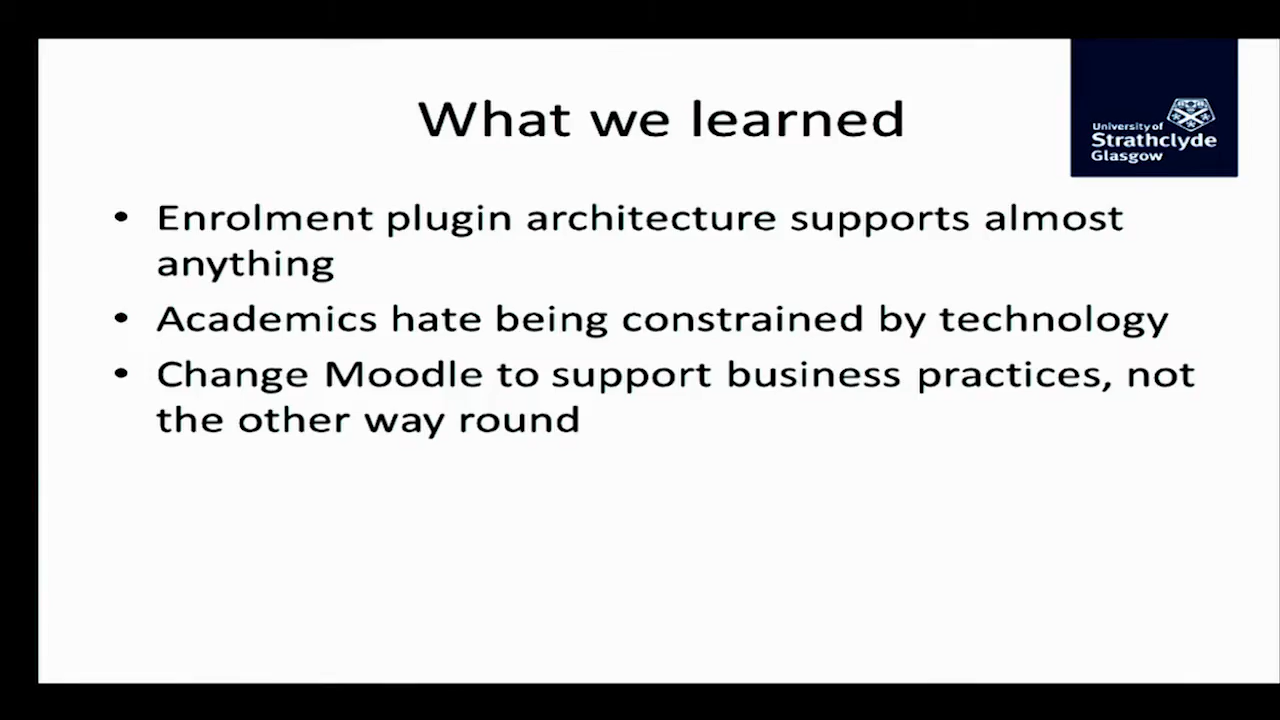 What we learned
University of
Strathclyde
Glasgow
• Enrolment plugin architecture supports almost
anything
• Academics hate being constrained by technology
• Change Moodle to support business practices, not
the other way round